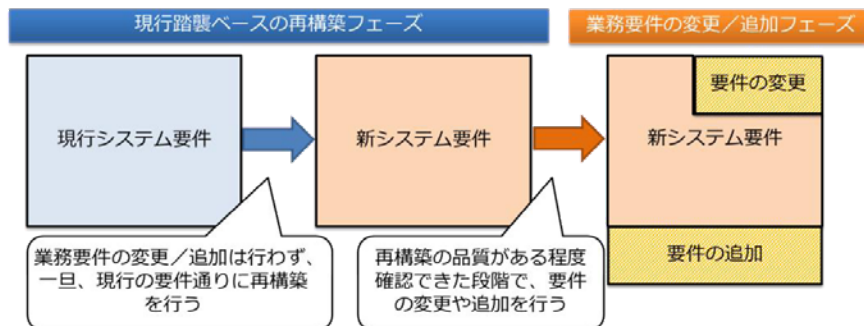 現行踏襲ベースの再構築フェーズ
業務要件の変更／追加フェーズ
現行システム要件
新システム要件
要件の変更
新システム要件
要件の追加
業務要件の変更／追加は行わず、
一旦、現行の要件通りに再構築
を行う
再構築の品質がある程度
確認できた段階で、要件
の変更や追加を行う